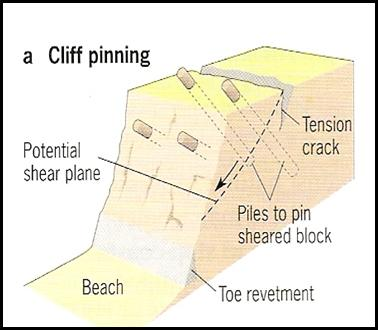 a Cliff pinning
Tension
crack
Potential
shear plane
Piles to pin
sheared block
Beach
Toe revetment